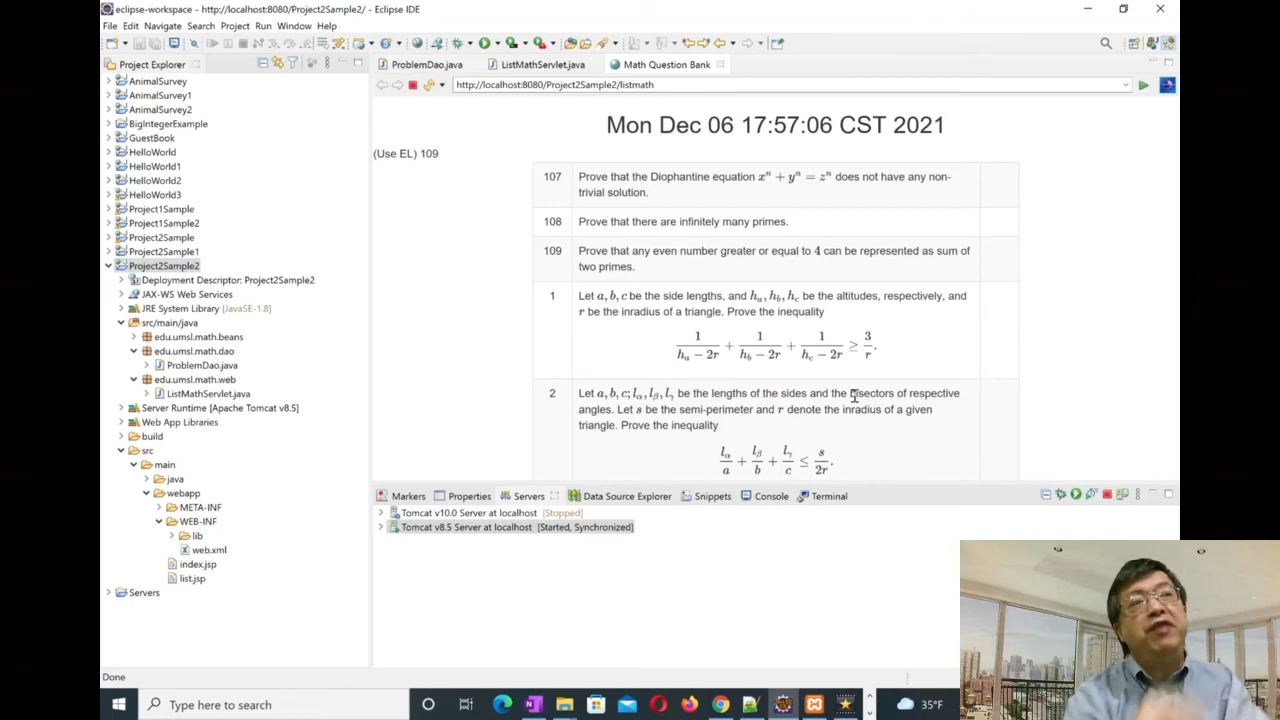 eclipse-workspace - http://localhost:8080/Project2Sample2/ - Eclipse IDE
File Edit Navigate Search Project Run Window Help
Project Explorer
AnimalSurvey
AnimalSurvey1
AnimalSurvey2
BigIntegerExample
GuestBook
HelloWorld
HelloWorld1
HelloWorld2
HelloWorld3
Project1Sample
Project1Sample2
Project2Sample
Project2Sample1
Project2Sample2
Deployment Descriptor: Project2Sample2
JAX-WS Web Services
JRE System Library [JavaSE-1.8]
src/main/java
edu.umsl.math.beans
edu.umsl.math.dao
ProblemDao.java
edu.umsl.math.web
ListMathServlet.java
Server Runtime [Apache Tomcat v8.5]
Web App Libraries
build
src
main
java
webapp
META-INF
WEB-INF
lib
web.xml
index.jsp
list.jsp
Servers
ProblemDao.java ListMathServlet.java Math Question Bank
http://localhost:8080/Project2Sample2/listmath
Mon Dec 06 17:57:06 CST 2021
(Use EL) 109
107 Prove that the Diophantine equation xⁿ + yⁿ = zⁿ does not have any non-
trivial solution.
108 Prove that there are infinitely many primes.
109 Prove that any even number greater or equal to 4 can be represented as sum of
two primes.
1 Let a, b, c be the side lengths, and h_a, h_b, h_c be the altitudes, respectively, and
r be the inradius of a triangle. Prove the inequality
1/(h_a − 2r) + 1/(h_b − 2r) + 1/(h_c − 2r) ≥ 3/r.
2 Let a, b, c; l_α, l_β, l_γ be the lengths of the sides and the bisectors of respective
angles. Let s be the semi-perimeter and r denote the inradius of a given
triangle. Prove the inequality
l_α/a + l_β/b + l_γ/c ≤ s/2r.
Markers Properties Servers Data Source Explorer Snippets Console Terminal
Tomcat v10.0 Server at localhost [Stopped]
Tomcat v8.5 Server at localhost [Started, Synchronized]
Done
Type here to search
35°F